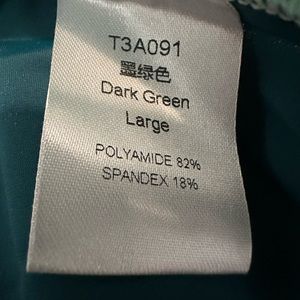 T3A091
墨绿色
Dark Green
Large
POLYAMIDE 82%
SPANDEX 18%